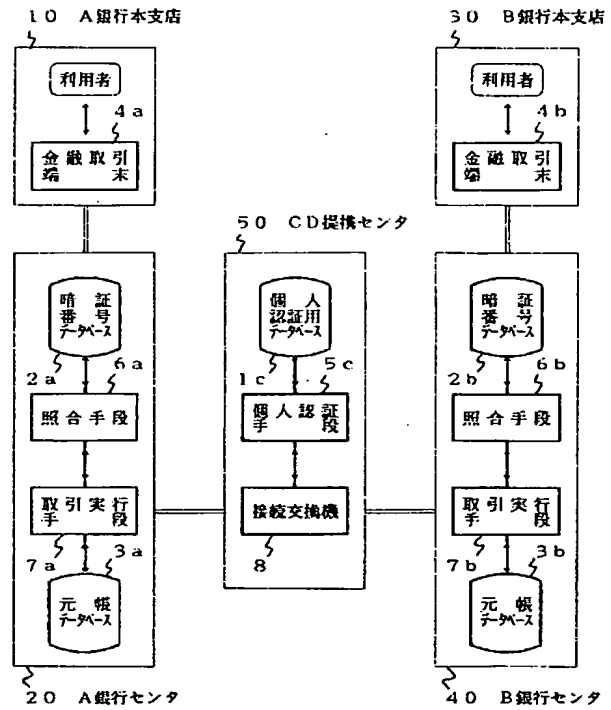 10 A銀行本支店
利用者
4a
金融取引
端末
30 B銀行本支店
利用者
4b
金融取引
端末
50 CD提携センタ
暗証
番号
データベース
2a
6a
照合手段
取引実行
手段
7a
3a
元帳
データベース
20 A銀行センタ
個人
認証用
データベース
1c
5c
個人認証
手段
接続交換機
8
暗証
番号
データベース
2b
6b
照合手段
取引実行
手段
7b
3b
元帳
データベース
40 B銀行センタ